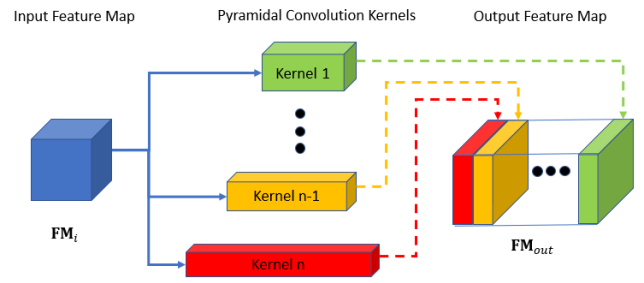 Input Feature Map
Pyramidal Convolution Kernels
Output Feature Map
Kernel 1
Kernel n-1
Kernel n
FMi
FMout